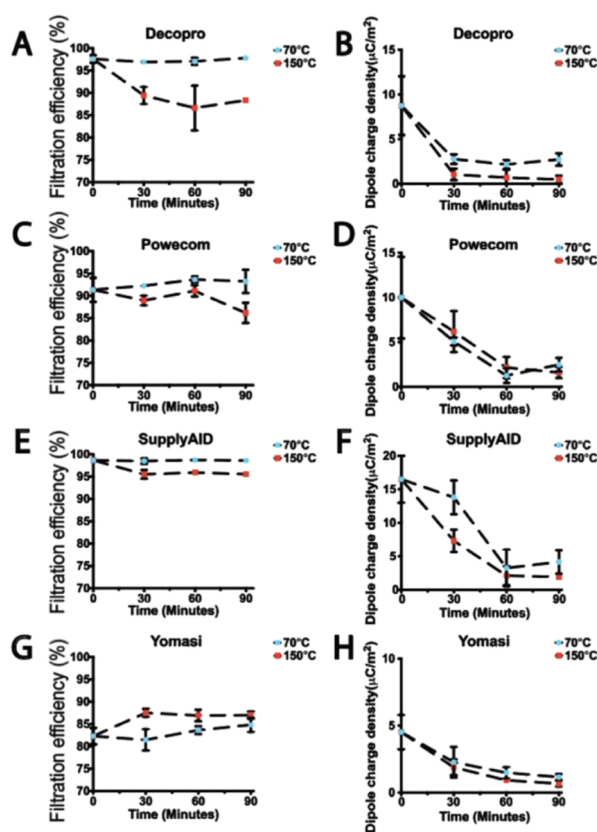 A
Decopro
Filtration efficiency (%)
100
95
90
85
80
75
70
0 30 60 90
Time (Minutes)
70°C
150°C
B
Decopro
Dipole charge density(µC/m²)
15
10
5
0
0 30 60 90
Time (Minutes)
70°C
150°C
C
Powecom
Filtration efficiency (%)
100
95
90
85
80
75
70
0 30 60 90
Time (Minutes)
70°C
150°C
D
Powecom
Dipole charge density(µC/m²)
15
10
5
0
0 30 60 90
Time (Minutes)
70°C
150°C
E
SupplyAID
Filtration efficiency (%)
100
95
90
85
80
75
70
0 30 60 90
Time (Minutes)
70°C
150°C
F
SupplyAID
Dipole charge density(µC/m²)
20
15
10
5
0
0 30 60 90
Time (Minutes)
70°C
150°C
G
Yomasi
Filtration efficiency (%)
100
95
90
85
80
75
70
0 30 60 90
Time (Minutes)
70°C
150°C
H
Yomasi
Dipole charge density(µC/m²)
10
5
0
0 30 60 90
Time (Minutes)
70°C
150°C